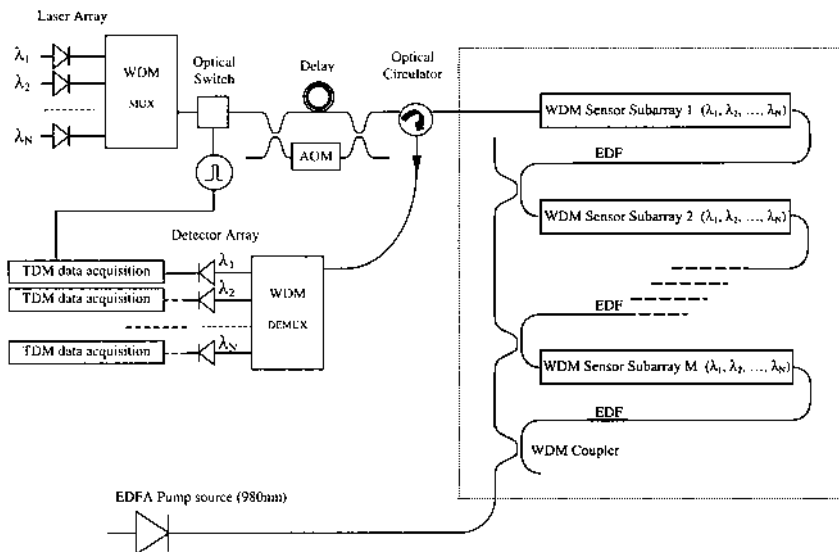 Laser Array
λ1
λ2
λN
WDM
MUX
Optical
Switch
Delay
AOM
Optical
Circulator
WDM Sensor Subarray 1 (λ1, λ2, ..., λN)
EDF
WDM Sensor Subarray 2 (λ1, λ2, ..., λN)
EDF
WDM Sensor Subarray M (λ1, λ2, ..., λN)
EDF
WDM Coupler
Detector Array
TDM data acquisition
λ1
TDM data acquisition
λ2
TDM data acquisition
λN
WDM
DEMUX
EDFA Pump source (980nm)